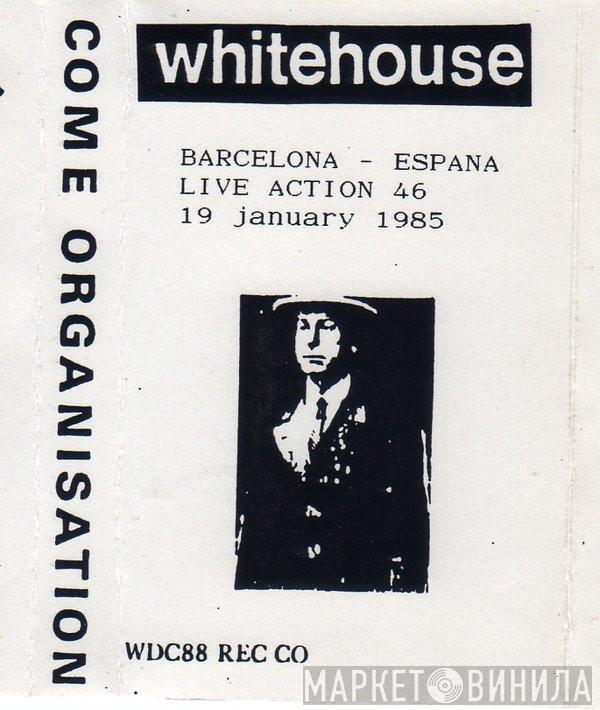 COME ORGANISATION
whitehouse
BARCELONA - ESPANA
LIVE ACTION 46
19 january 1985
WDC88 REC CO
МАРКЕТ ВИНИЛА